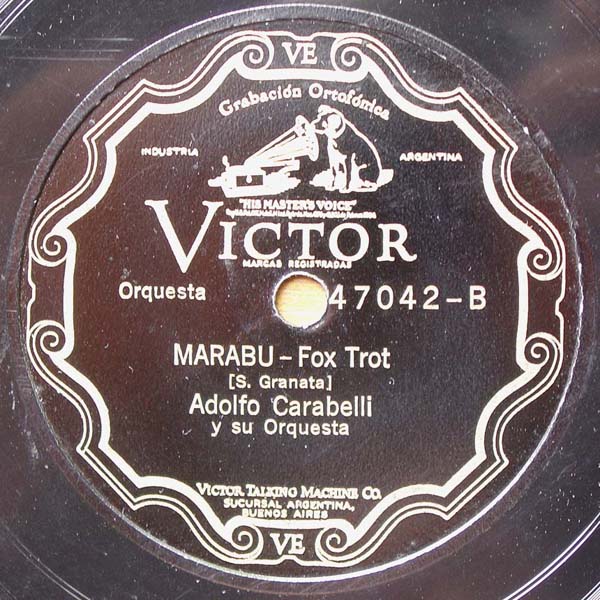 VE
Grabación Ortofónica
INDUSTRIA ARGENTINA
"HIS MASTER'S VOICE"
VICTOR
MARCAS REGISTRADAS
Orquesta 47042-B
MARABU - Fox Trot
[S. Granata]
Adolfo Carabelli
y su Orquesta
VICTOR TALKING MACHINE CO.
SUCURSAL ARGENTINA,
BUENOS AIRES
VE